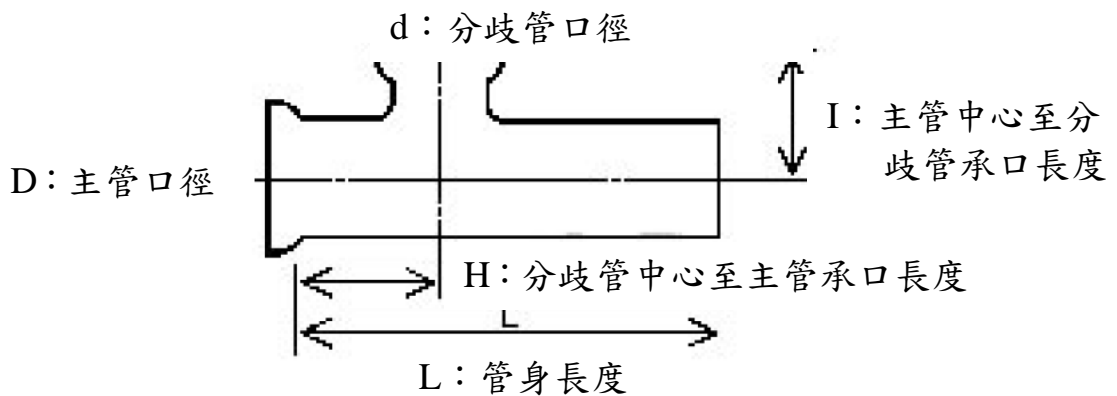 d：分歧管口徑
I：主管中心至分
歧管承口長度
D：主管口徑
H：分歧管中心至主管承口長度
L
L：管身長度